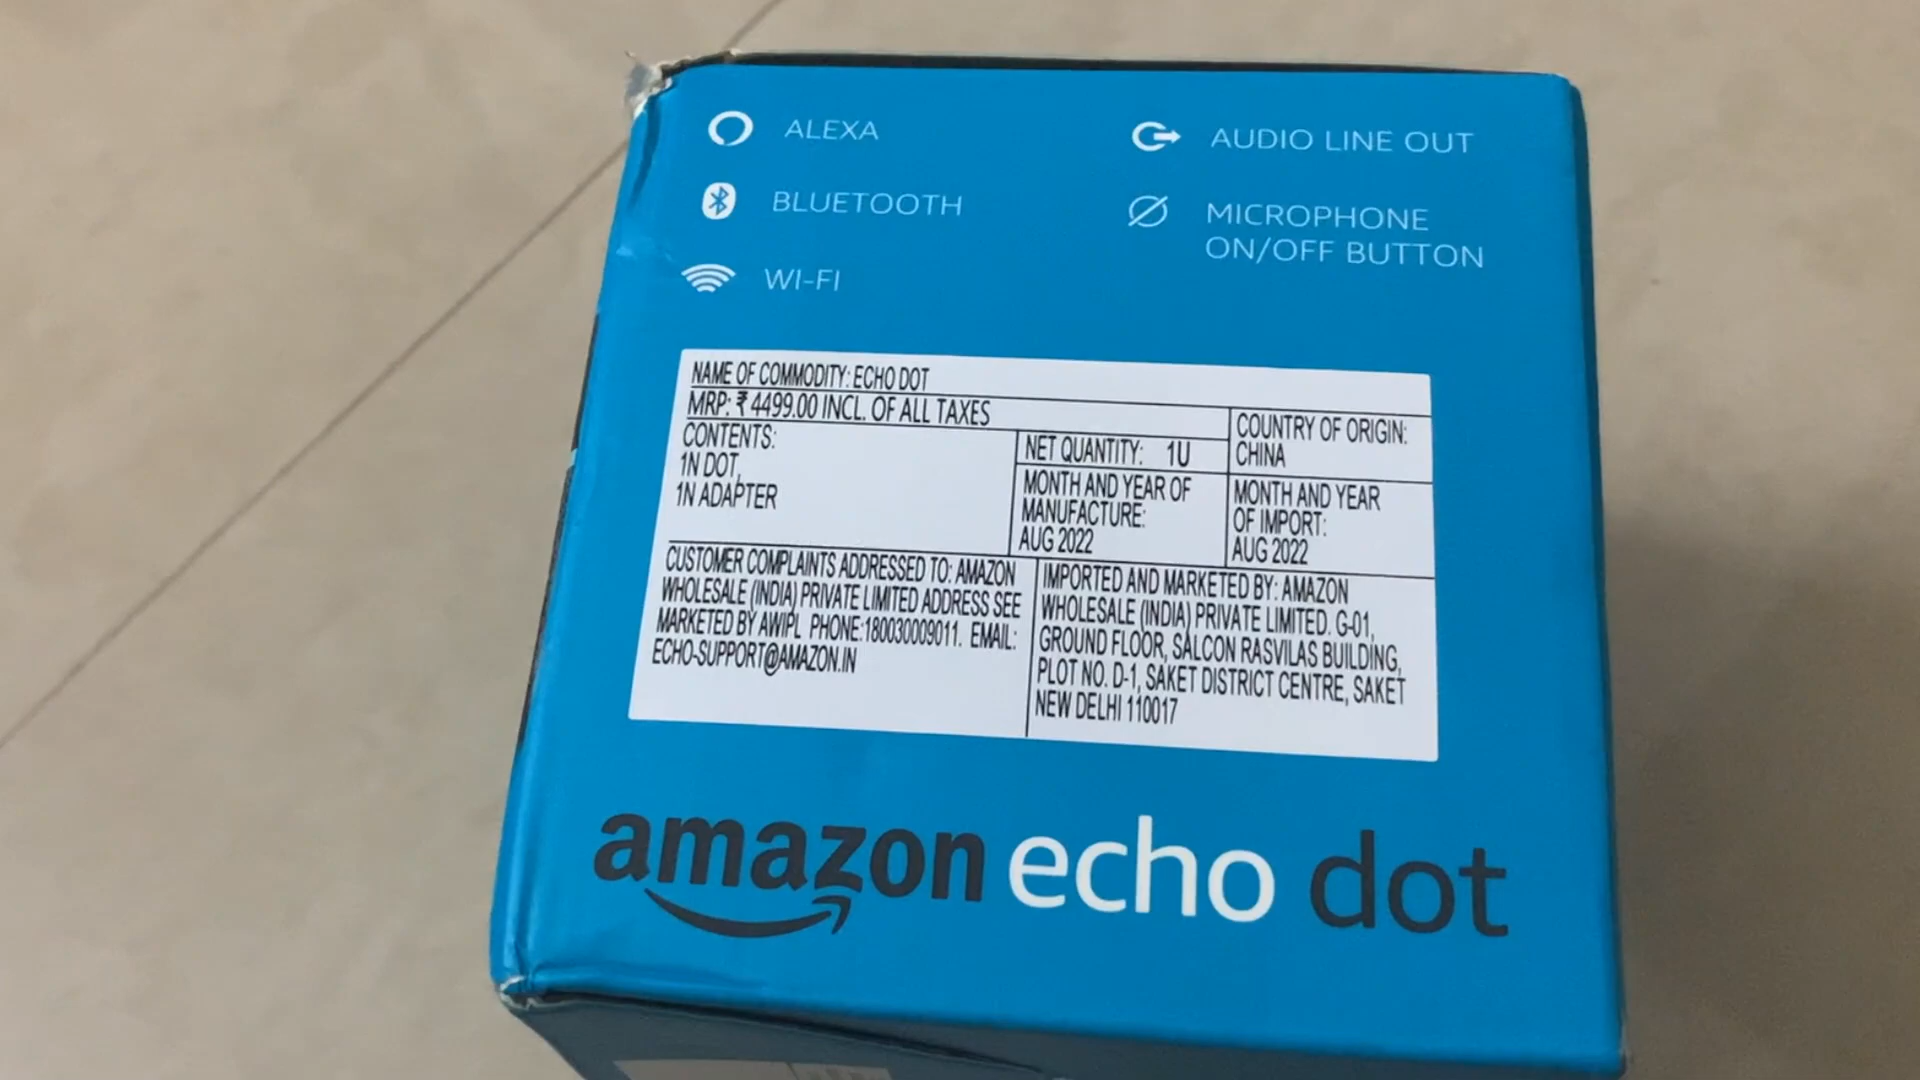 ALEXA
AUDIO LINE OUT
BLUETOOTH
MICROPHONE
ON/OFF BUTTON
WI-FI
NAME OF COMMODITY: ECHO DOT
MRP: ₹ 4499.00 INCL. OF ALL TAXES
CONTENTS:
1N DOT,
1N ADAPTER
NET QUANTITY: 1U
MONTH AND YEAR OF
MANUFACTURE:
AUG 2022
COUNTRY OF ORIGIN:
CHINA
MONTH AND YEAR
OF IMPORT:
AUG 2022
CUSTOMER COMPLAINTS ADDRESSED TO: AMAZON
WHOLESALE (INDIA) PRIVATE LIMITED ADDRESS SEE
MARKETED BY AWIPL PHONE:180030009011. EMAIL:
ECHO-SUPPORT@AMAZON.IN
IMPORTED AND MARKETED BY: AMAZON
WHOLESALE (INDIA) PRIVATE LIMITED. G-01,
GROUND FLOOR, SALCON RASVILAS BUILDING,
PLOT NO. D-1, SAKET DISTRICT CENTRE, SAKET
NEW DELHI 110017
amazon echo dot